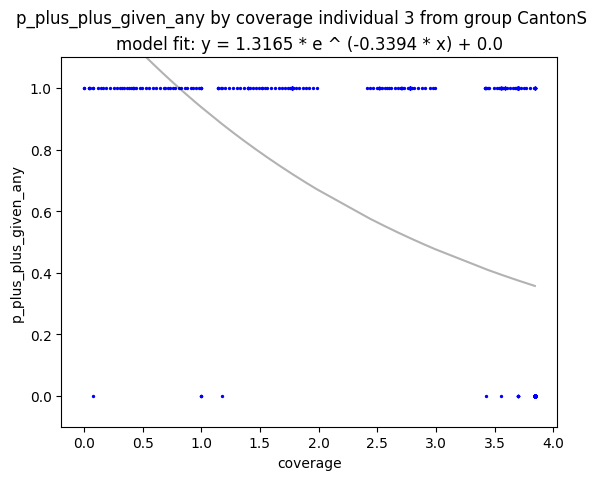 p_plus_plus_given_any by coverage individual 3 from group CantonS
model fit: y = 1.3165 * e ^ (-0.3394 * x) + 0.0
1.0
0.8
0.6
0.4
0.2
0.0
p_plus_plus_given_any
0.0 0.5 1.0 1.5 2.0 2.5 3.0 3.5 4.0
coverage